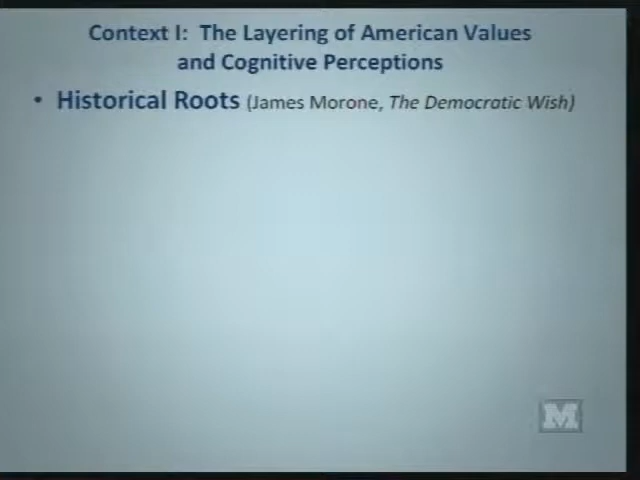 Context I: The Layering of American Values
and Cognitive Perceptions
• Historical Roots (James Morone, The Democratic Wish)
M